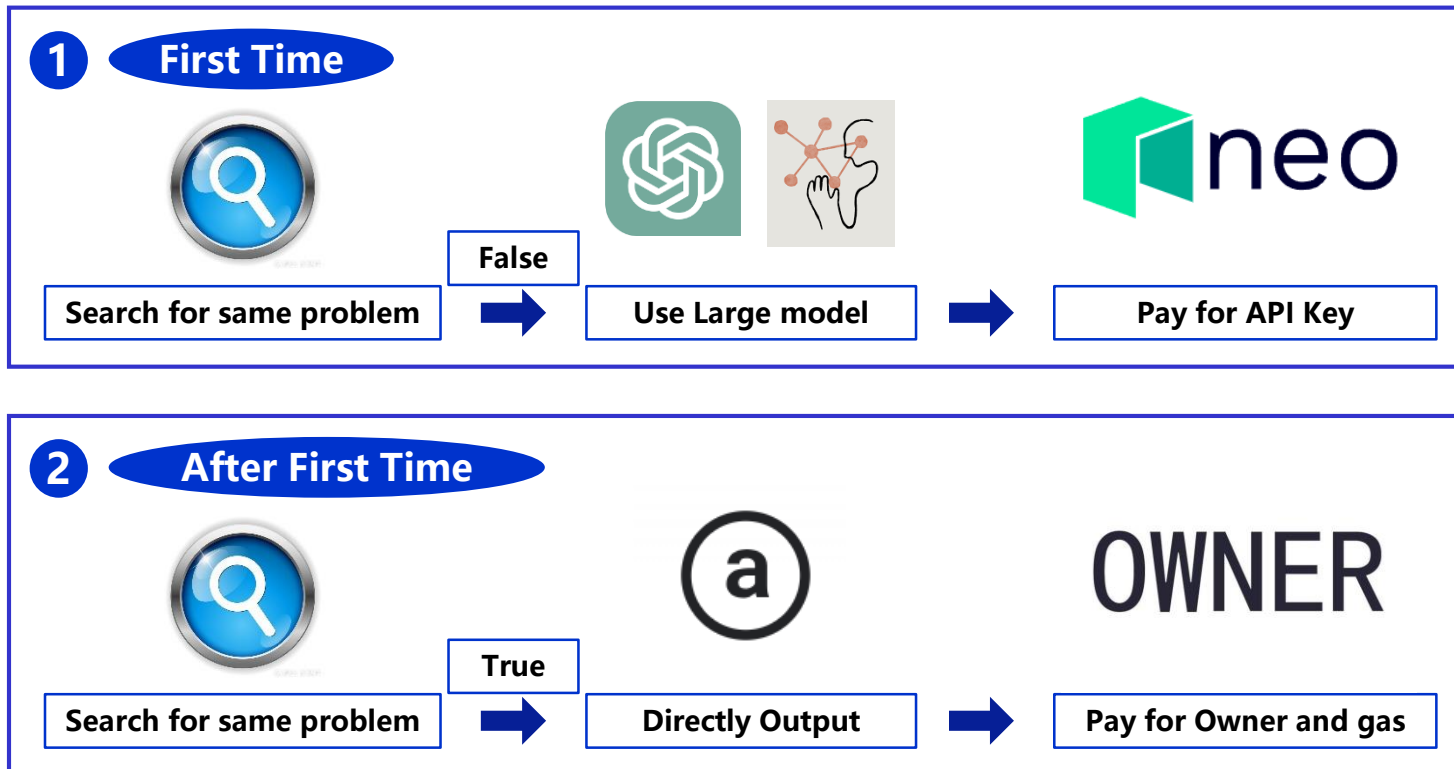 1 First Time
neo
False
Search for same problem
Use Large model
Pay for API Key
2 After First Time
a
OWNER
True
Search for same problem
Directly Output
Pay for Owner and gas